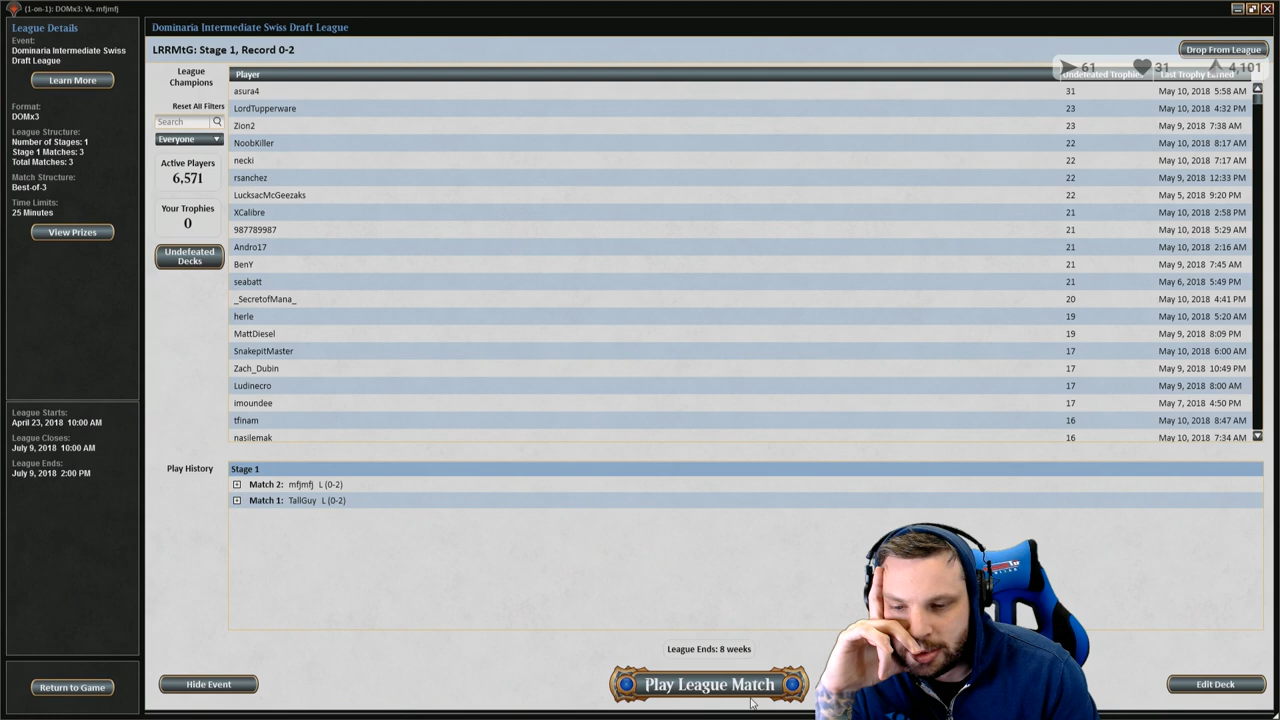 (1-on-1): DOMx3: Vs. mfjmfj
League Details
Event:
Dominaria Intermediate Swiss
Draft League
Learn More
Format:
DOMx3
League Structure:
Number of Stages: 1
Stage 1 Matches: 3
Total Matches: 3
Match Structure:
Best-of-3
Time Limits:
25 Minutes
View Prizes
League Starts:
April 23, 2018 10:00 AM
League Closes:
July 9, 2018 10:00 AM
League Ends:
July 9, 2018 2:00 PM
Return to Game
Dominaria Intermediate Swiss Draft League
LRRMtG: Stage 1, Record 0-2
Drop From League
61 31 4,101
League
Champions
Reset All Filters
Search
Everyone
Active Players
6,571
Your Trophies
0
Undefeated
Decks
Player Undefeated Trophies Last Trophy Earned
asura4 31 May 10, 2018 5:58 AM
LordTupperware 23 May 10, 2018 4:32 PM
Zion2 23 May 9, 2018 7:38 AM
NoobKiller 22 May 10, 2018 8:17 AM
necki 22 May 10, 2018 7:17 AM
rsanchez 22 May 9, 2018 12:33 PM
LucksacMcGeezaks 22 May 5, 2018 9:20 PM
XCalibre 21 May 10, 2018 2:58 PM
987789987 21 May 10, 2018 5:29 AM
Andro17 21 May 10, 2018 2:16 AM
BenY 21 May 9, 2018 7:45 AM
seabatt 21 May 6, 2018 5:49 PM
_SecretofMana_ 20 May 10, 2018 4:41 PM
herle 19 May 10, 2018 5:20 AM
MattDiesel 19 May 9, 2018 8:09 PM
SnakepitMaster 17 May 10, 2018 6:00 AM
Zach_Dubin 17 May 9, 2018 10:49 PM
Ludinecro 17 May 9, 2018 8:00 AM
imoundee 17 May 7, 2018 4:50 PM
tfinam 16 May 10, 2018 8:47 AM
nasilemak 16 May 10, 2018 7:34 AM
Play History
Stage 1
Match 2: mfjmfj L (0-2)
Match 1: TallGuy L (0-2)
League Ends: 8 weeks
Hide Event
Play League Match
Edit Deck